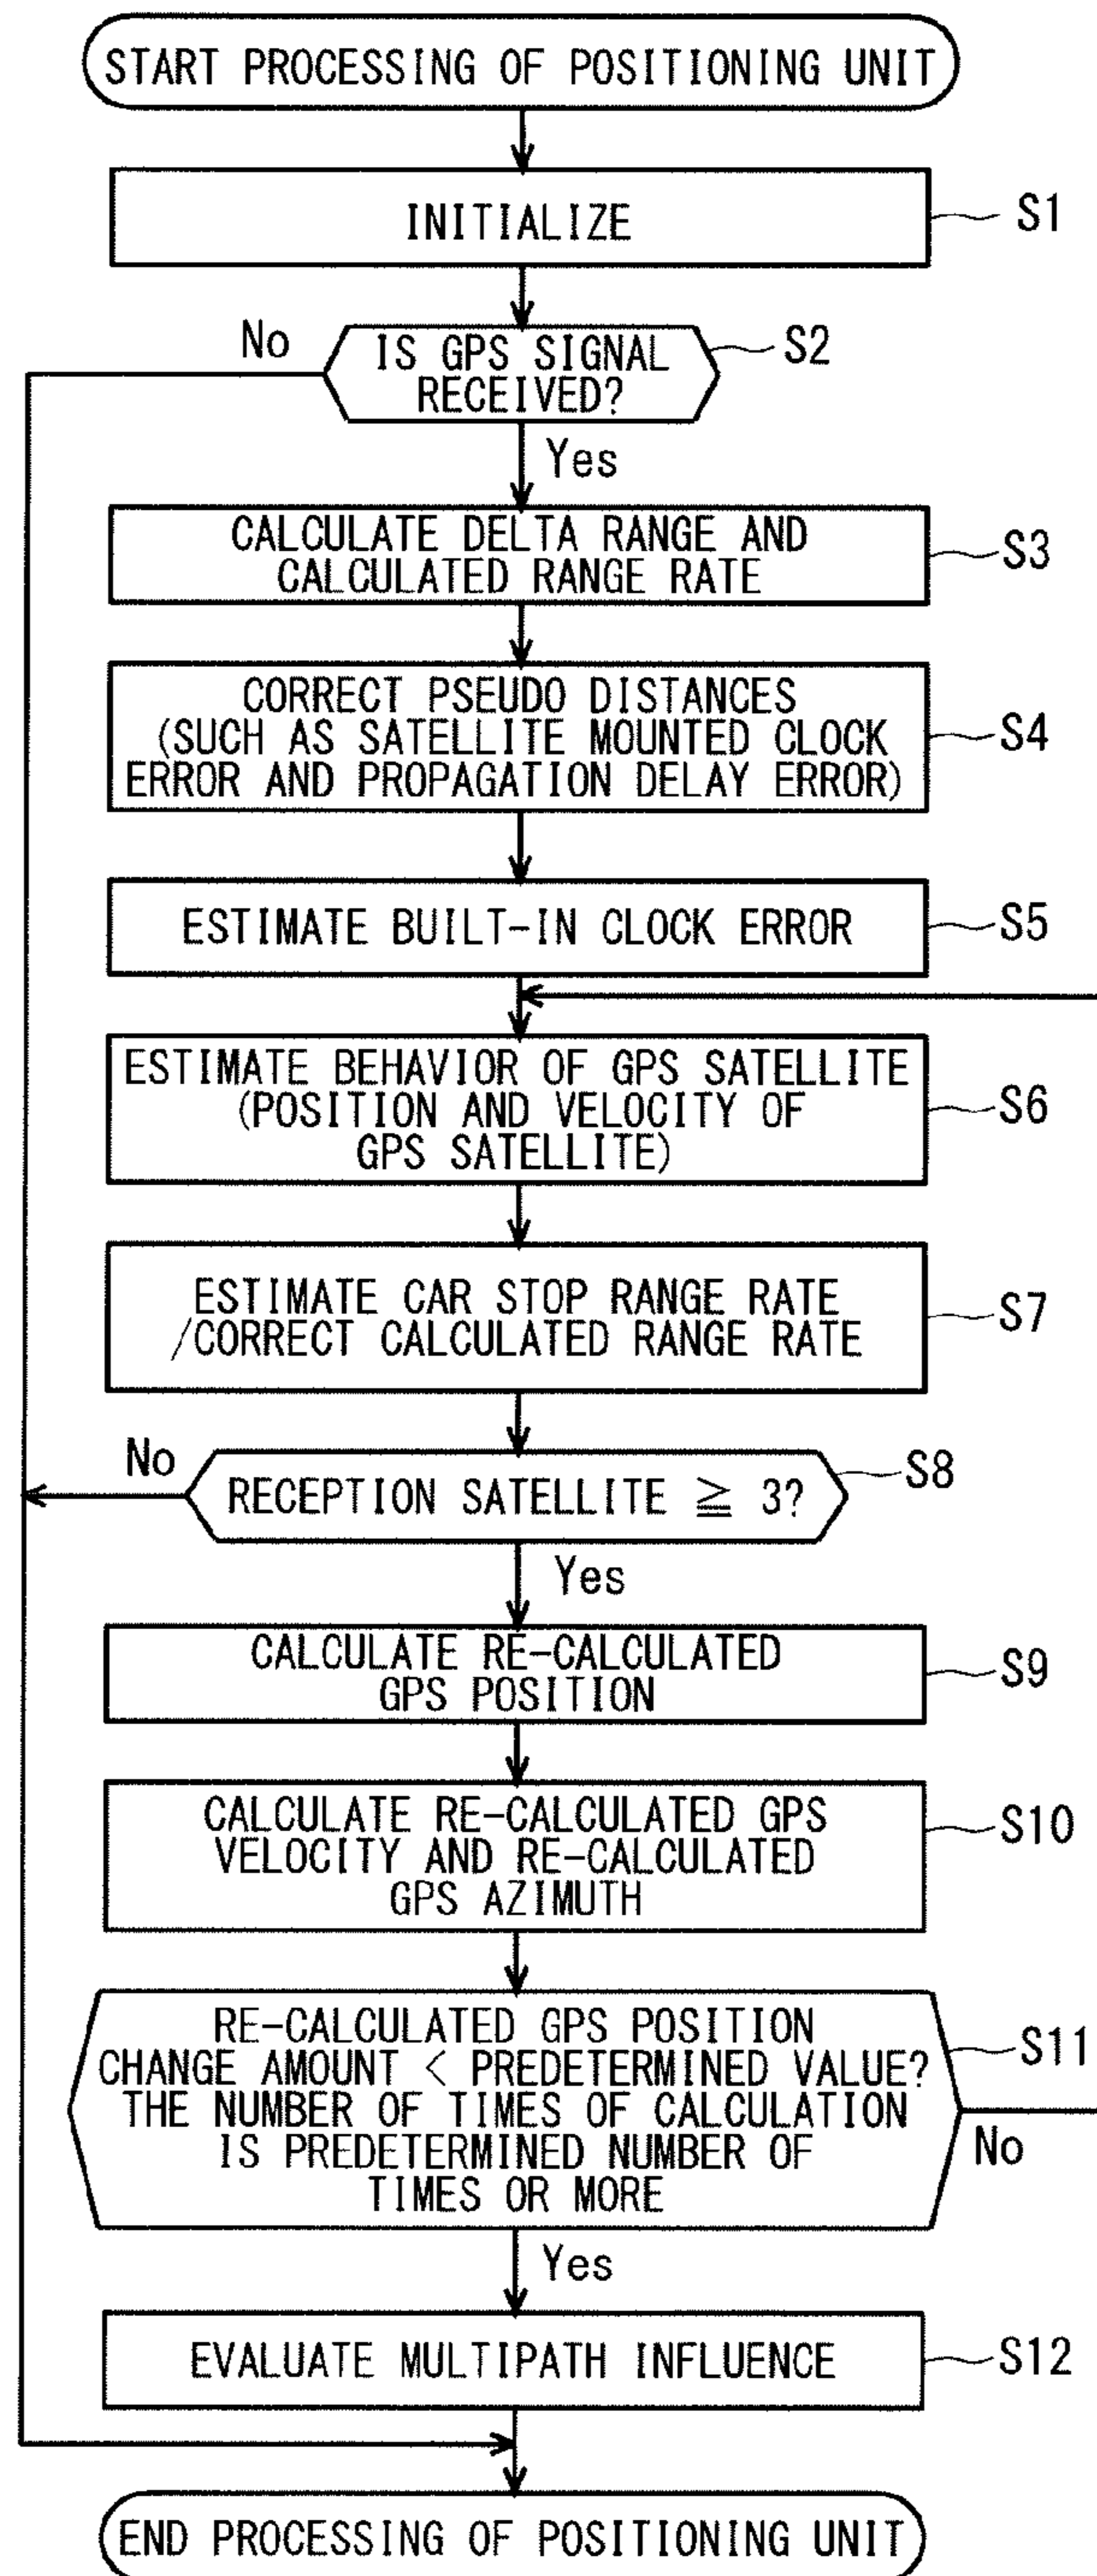 START PROCESSING OF POSITIONING UNIT
INITIALIZE
S1
No
IS GPS SIGNAL
RECEIVED?
S2
Yes
CALCULATE DELTA RANGE AND
CALCULATED RANGE RATE
S3
CORRECT PSEUDO DISTANCES
(SUCH AS SATELLITE MOUNTED CLOCK
ERROR AND PROPAGATION DELAY ERROR)
S4
ESTIMATE BUILT-IN CLOCK ERROR
S5
ESTIMATE BEHAVIOR OF GPS SATELLITE
(POSITION AND VELOCITY OF
GPS SATELLITE)
S6
ESTIMATE CAR STOP RANGE RATE
/CORRECT CALCULATED RANGE RATE
S7
No
RECEPTION SATELLITE ≧ 3?
S8
Yes
CALCULATE RE-CALCULATED
GPS POSITION
S9
CALCULATE RE-CALCULATED GPS
VELOCITY AND RE-CALCULATED
GPS AZIMUTH
S10
RE-CALCULATED GPS POSITION
CHANGE AMOUNT < PREDETERMINED VALUE?
THE NUMBER OF TIMES OF CALCULATION
IS PREDETERMINED NUMBER OF
TIMES OR MORE
S11
No
Yes
EVALUATE MULTIPATH INFLUENCE
S12
END PROCESSING OF POSITIONING UNIT